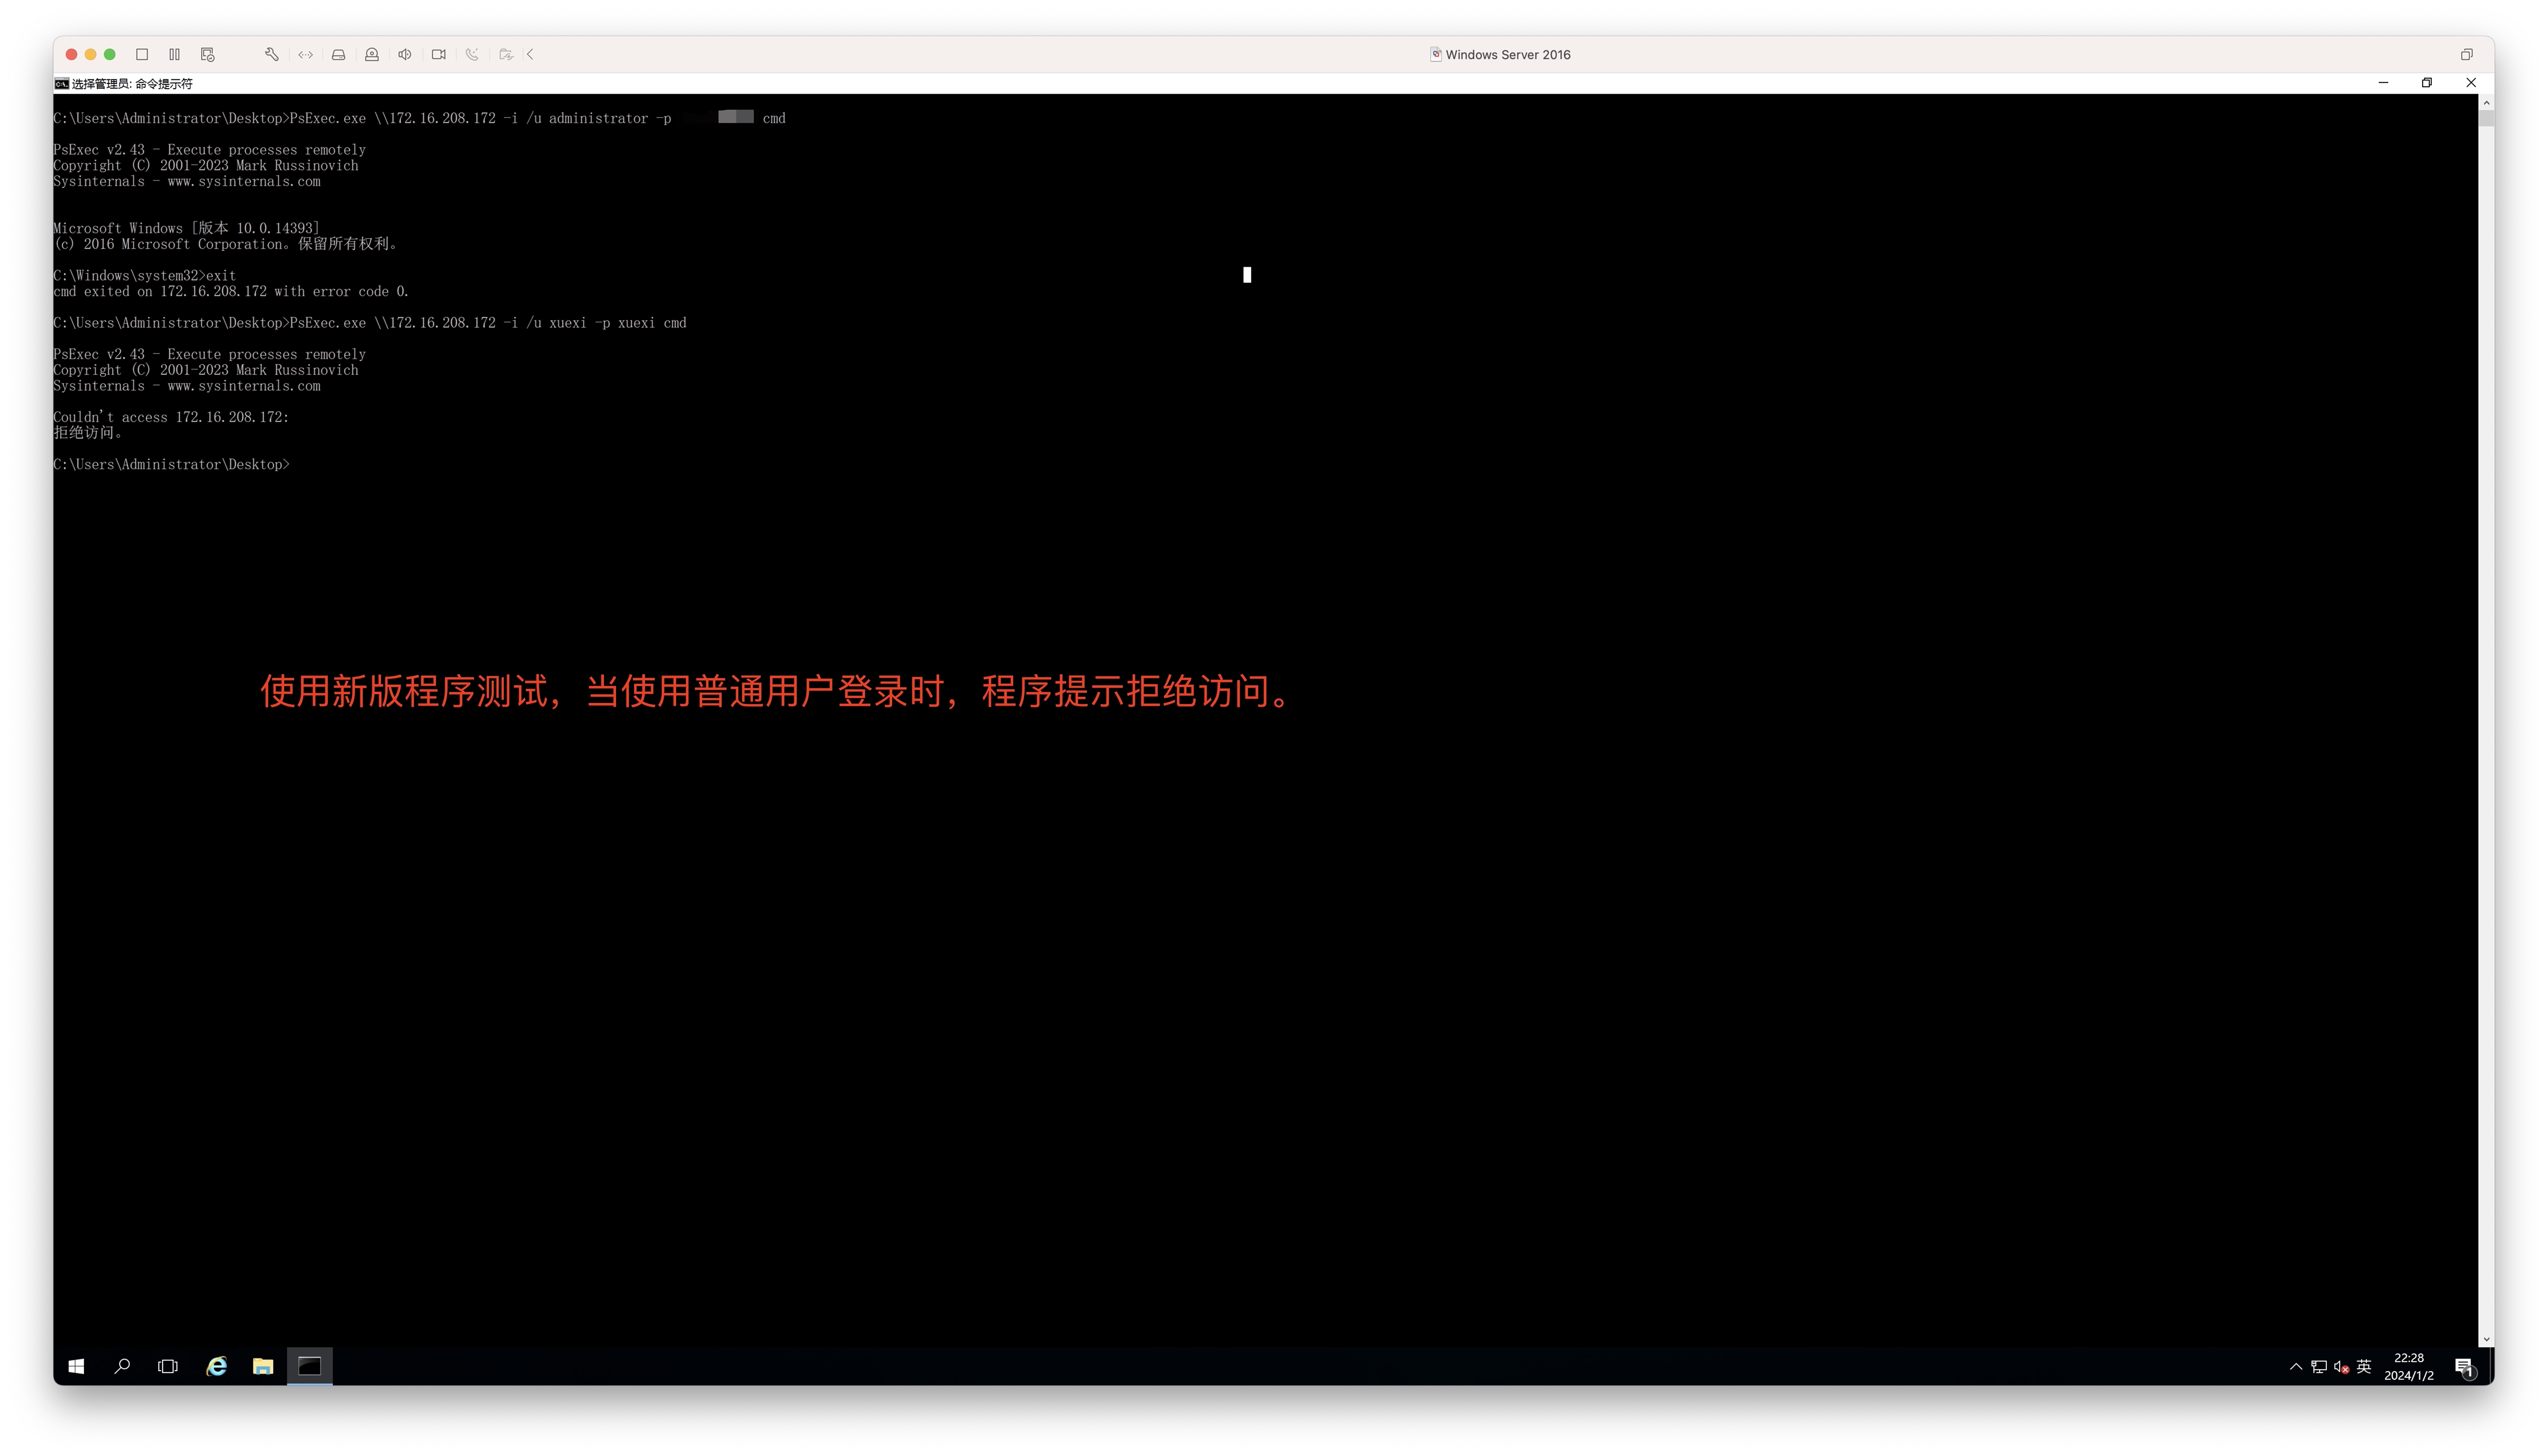 Windows Server 2016
选择管理员: 命令提示符
C:\Users\Administrator\Desktop>PsExec.exe \\172.16.208.172 -i /u administrator -p cmd
PsExec v2.43 - Execute processes remotely
Copyright (C) 2001-2023 Mark Russinovich
Sysinternals - www.sysinternals.com
Microsoft Windows [版本 10.0.14393]
(c) 2016 Microsoft Corporation。保留所有权利。
C:\Windows\system32>exit
cmd exited on 172.16.208.172 with error code 0.
C:\Users\Administrator\Desktop>PsExec.exe \\172.16.208.172 -i /u xuexi -p xuexi cmd
PsExec v2.43 - Execute processes remotely
Copyright (C) 2001-2023 Mark Russinovich
Sysinternals - www.sysinternals.com
Couldn't access 172.16.208.172:
拒绝访问。
C:\Users\Administrator\Desktop>
使用新版程序测试，当使用普通用户登录时，程序提示拒绝访问。
英
22:28
2024/1/2
1